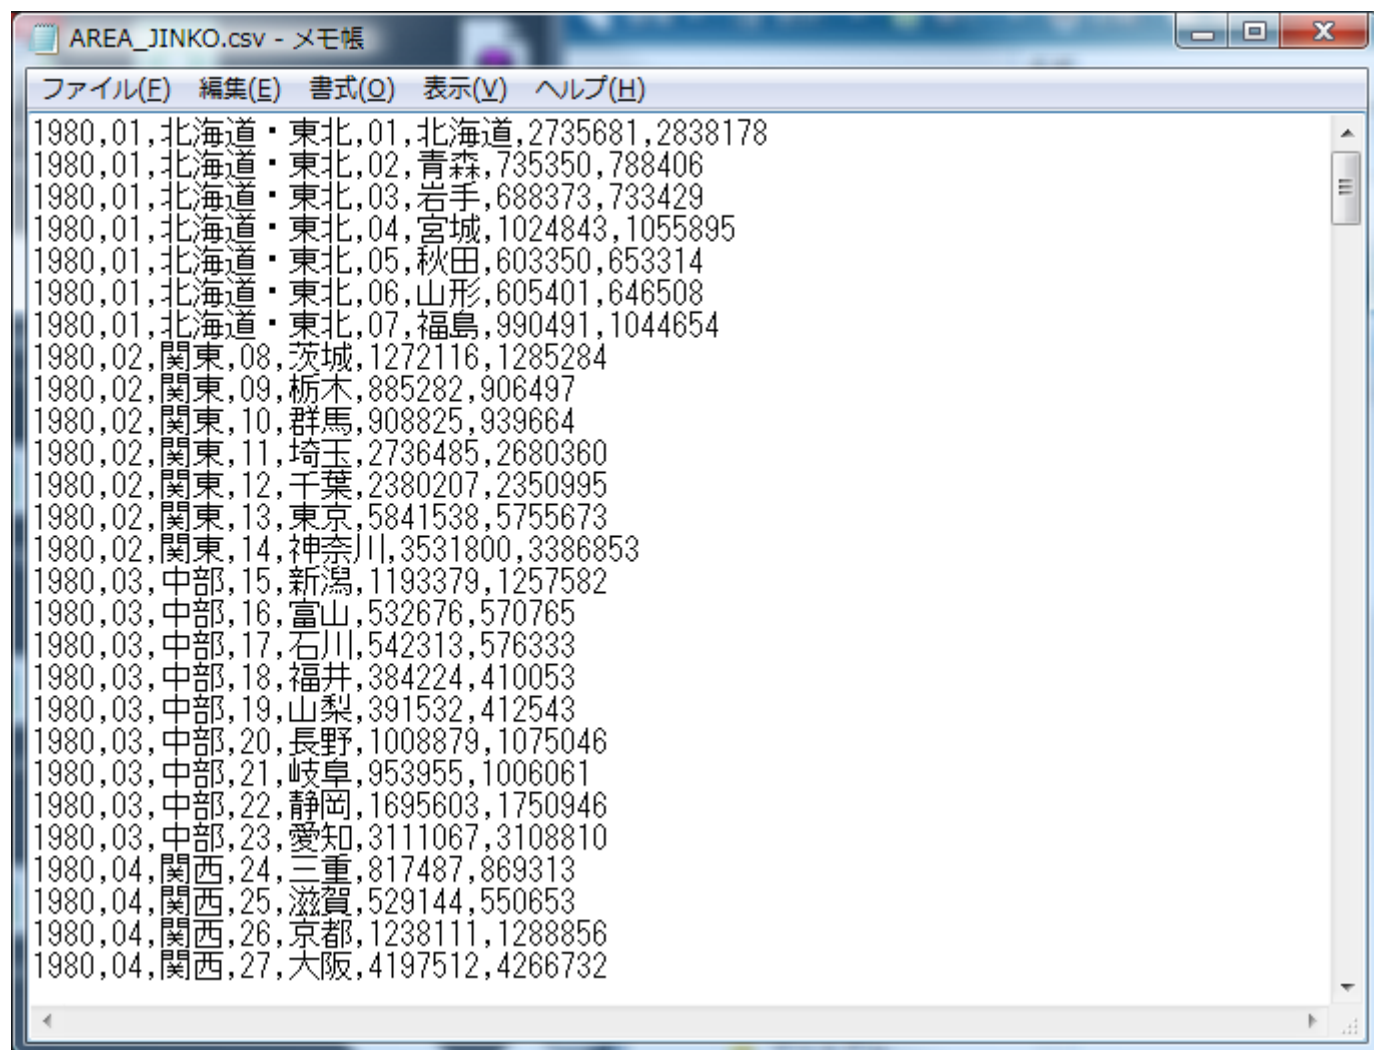 AREA_JINKO.csv - メモ帳
ファイル(F) 編集(E) 書式(O) 表示(V) ヘルプ(H)
1980,01,北海道・東北,01,北海道,2735681,2838178
1980,01,北海道・東北,02,青森,735350,788406
1980,01,北海道・東北,03,岩手,688373,733429
1980,01,北海道・東北,04,宮城,1024843,1055895
1980,01,北海道・東北,05,秋田,603350,653314
1980,01,北海道・東北,06,山形,605401,646508
1980,01,北海道・東北,07,福島,990491,1044654
1980,02,関東,08,茨城,1272116,1285284
1980,02,関東,09,栃木,885282,906497
1980,02,関東,10,群馬,908825,939664
1980,02,関東,11,埼玉,2736485,2680360
1980,02,関東,12,千葉,2380207,2350995
1980,02,関東,13,東京,5841538,5755673
1980,02,関東,14,神奈川,3531800,3386853
1980,03,中部,15,新潟,1193379,1257582
1980,03,中部,16,富山,532676,570765
1980,03,中部,17,石川,542313,576333
1980,03,中部,18,福井,384224,410053
1980,03,中部,19,山梨,391532,412543
1980,03,中部,20,長野,1008879,1075046
1980,03,中部,21,岐阜,953955,1006061
1980,03,中部,22,静岡,1695603,1750946
1980,03,中部,23,愛知,3111067,3108810
1980,04,関西,24,三重,817487,869313
1980,04,関西,25,滋賀,529144,550653
1980,04,関西,26,京都,1238111,1288856
1980,04,関西,27,大阪,4197512,4266732